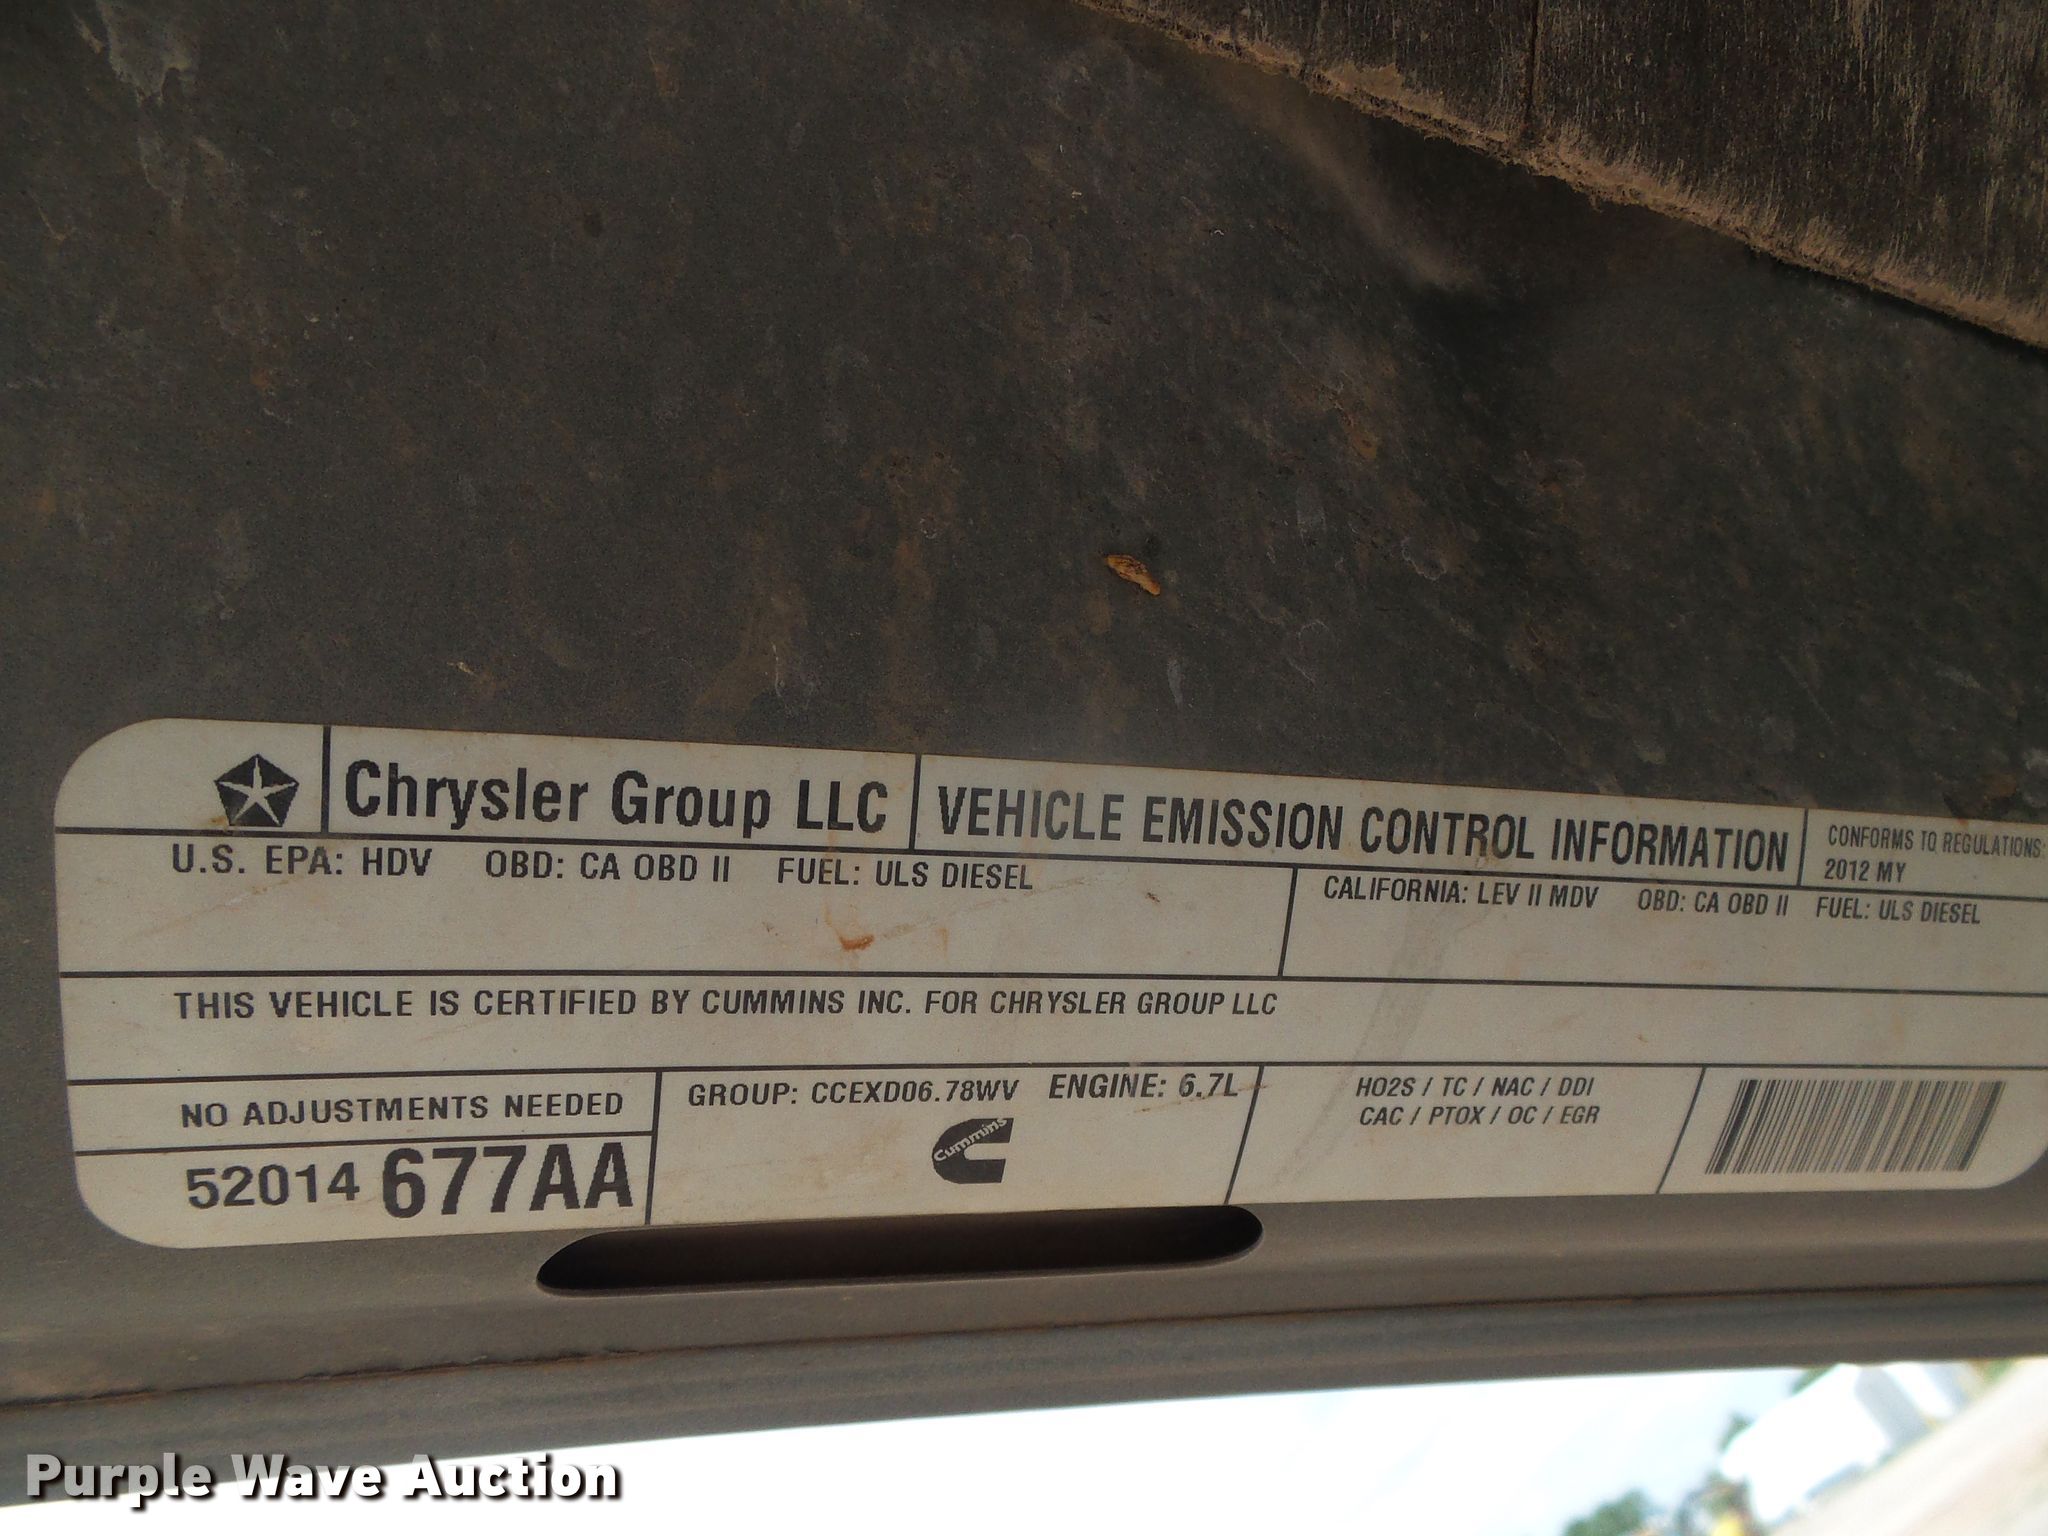 Chrysler Group LLC
VEHICLE EMISSION CONTROL INFORMATION
CONFORMS TO REGULATIONS:
2012 MY
U.S. EPA: HDV OBD: CA OBD II FUEL: ULS DIESEL
CALIFORNIA: LEV II MDV OBD: CA OBD II FUEL: ULS DIESEL
THIS VEHICLE IS CERTIFIED BY CUMMINS INC. FOR CHRYSLER GROUP LLC
NO ADJUSTMENTS NEEDED
52014 677AA
GROUP: CCEXD06.78WV ENGINE: 6.7L
Cummins
HO2S / TC / NAC / DDI
CAC / PTOX / OC / EGR
Purple Wave Auction